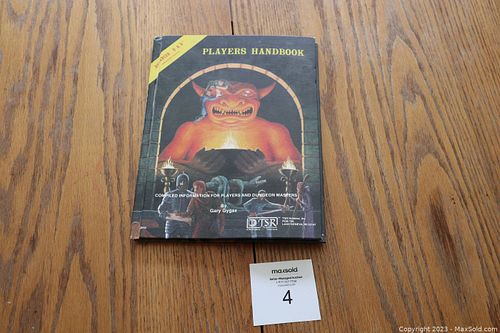 PLAYERS HANDBOOK
COMPILED INFORMATION FOR PLAYERS AND DUNGEON MASTERS
BY
Gary Gygax
TSR
maxsold
4
Copyright © 2023 - MaxSold.com